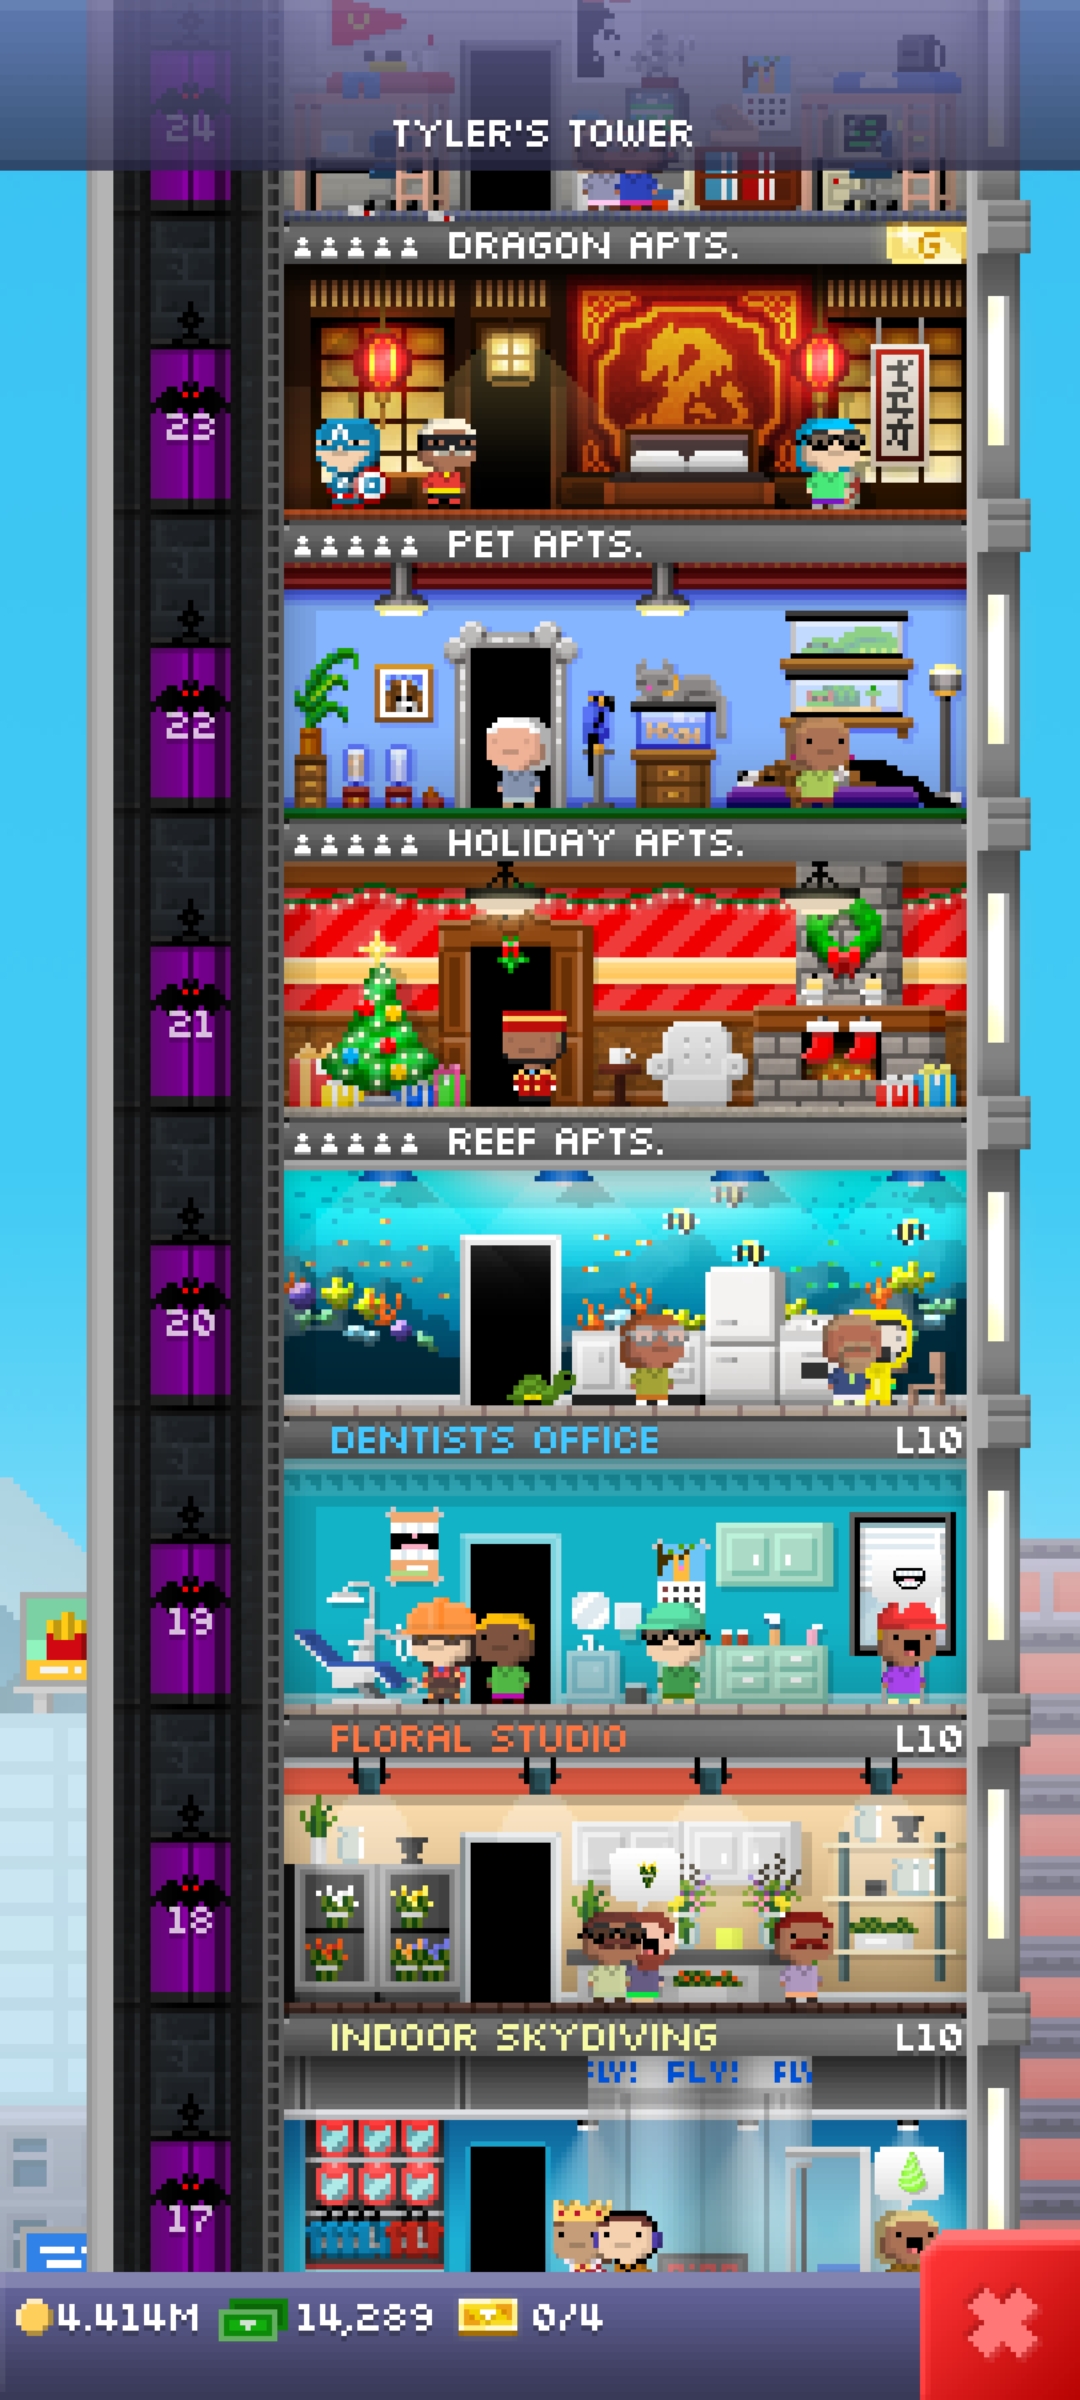 24
TYLER'S TOWER
DRAGON APTS. G
23
PET APTS.
22
HOLIDAY APTS.
21
REEF APTS.
20
DENTISTS OFFICE L10
19
FLORAL STUDIO L10
18
INDOOR SKYDIVING L10
FLY! FLY! FLY
17
4.414M 14,289 0/4